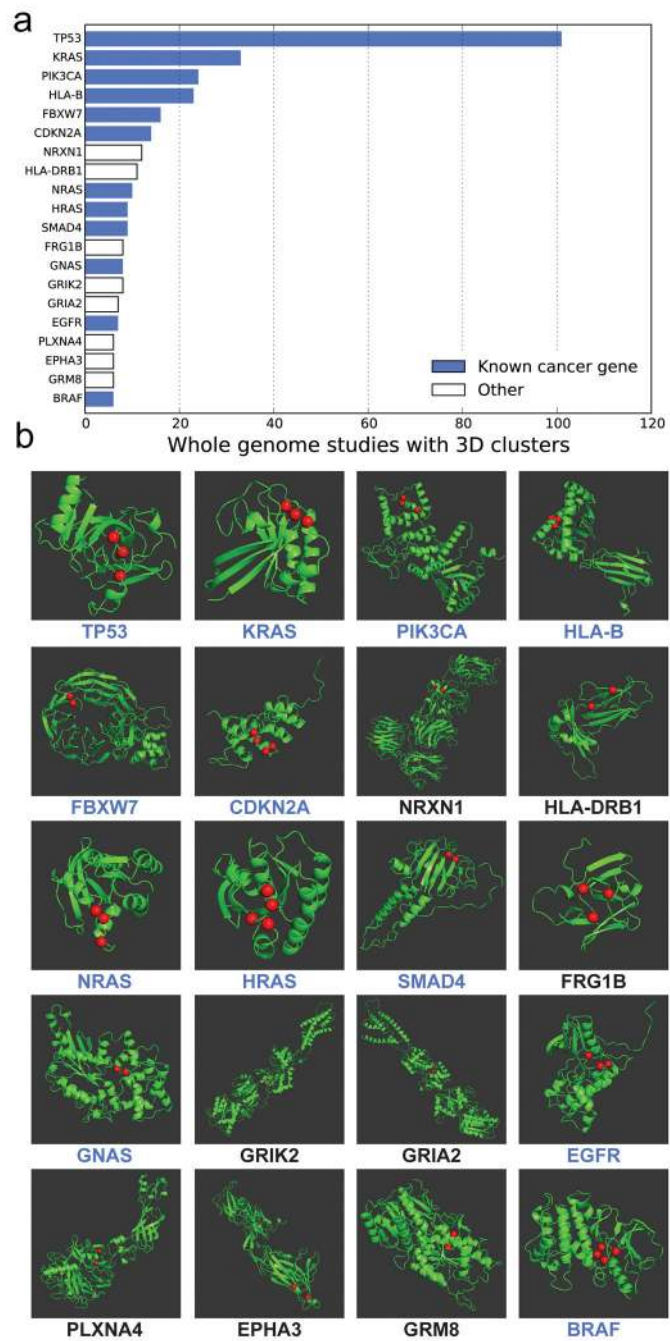 a
TP53
KRAS
PIK3CA
HLA-B
FBXW7
CDKN2A
NRXN1
HLA-DRB1
NRAS
HRAS
SMAD4
FRG1B
GNAS
GRIK2
GRIA2
EGFR
PLXNA4
EPHA3
GRM8
BRAF
Known cancer gene
Other
0 20 40 60 80 100 120
Whole genome studies with 3D clusters
b
TP53 KRAS PIK3CA HLA-B
FBXW7 CDKN2A NRXN1 HLA-DRB1
NRAS HRAS SMAD4 FRG1B
GNAS GRIK2 GRIA2 EGFR
PLXNA4 EPHA3 GRM8 BRAF